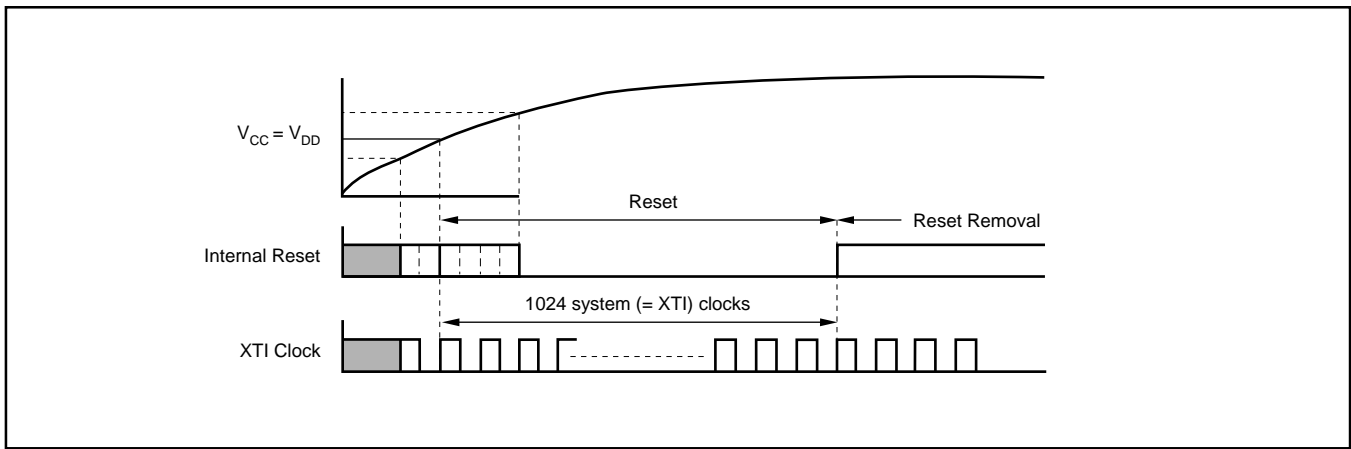 V_CC = V_DD
Reset
Reset Removal
Internal Reset
1024 system (= XTI) clocks
XTI Clock